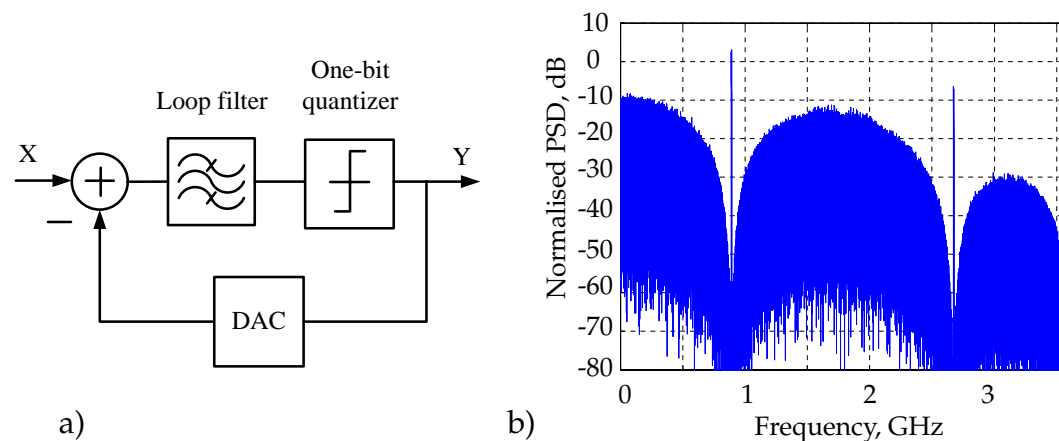 One-bit
Loop filter
quantizer
X
Y
DAC
a)
10
0
-10
-20
-30
-40
-50
-60
-70
-80
Normalised PSD, dB
0
1
2
3
Frequency, GHz
b)